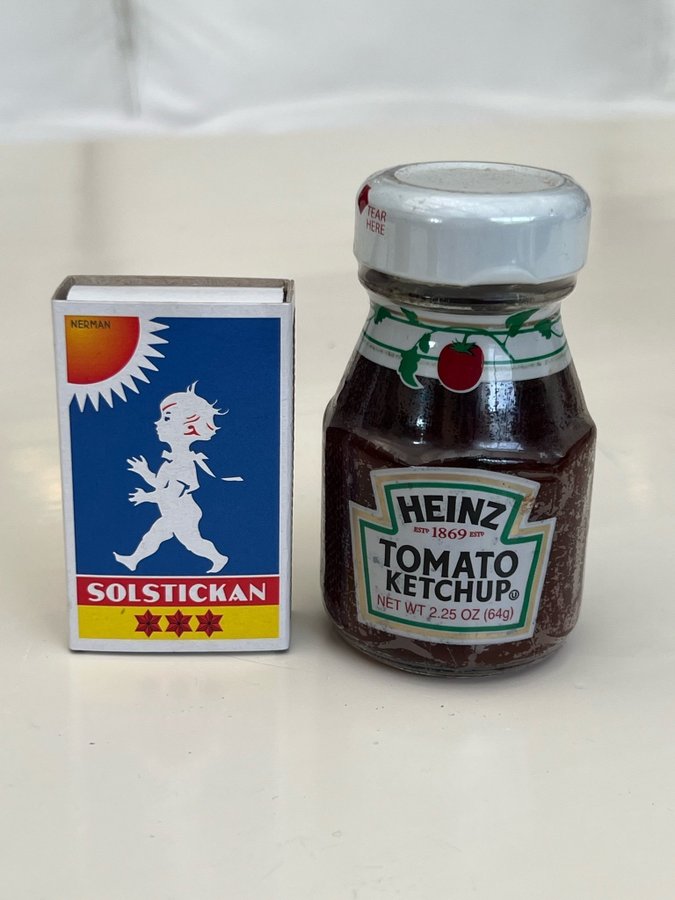 NERMAN
SOLSTICKAN
TEAR
HERE
HEINZ
ESTD 1869 ESTD
TOMATO
KETCHUP
U
NET WT 2.25 OZ (64g)